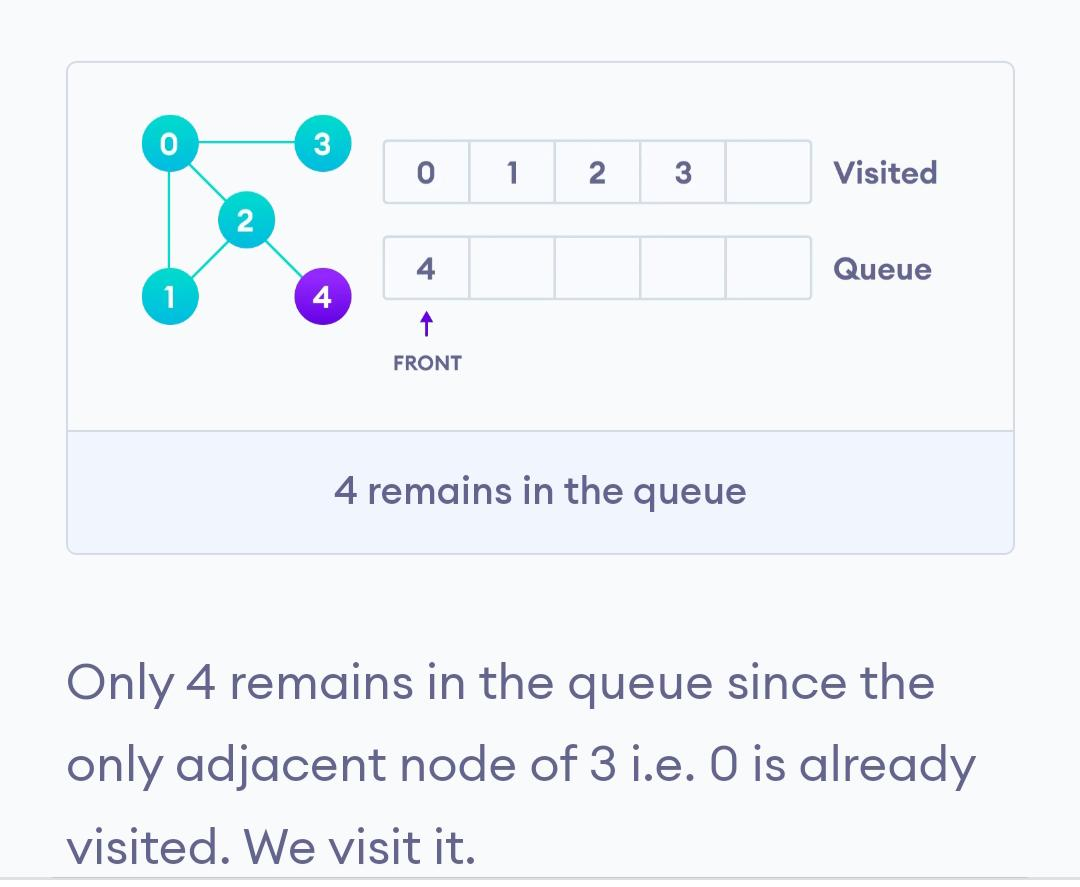 0 3
0 1 2 3 Visited
2
4 Queue
1 4
FRONT
4 remains in the queue
Only 4 remains in the queue since the
only adjacent node of 3 i.e. 0 is already
visited. We visit it.